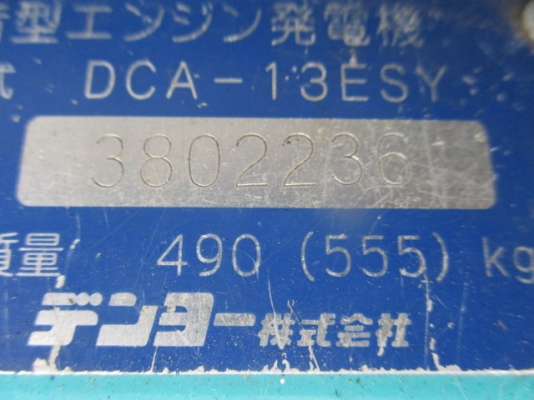 型エンジン発電機
式 DCA-13ESY
3802236
質量 490 (555) kg
デンヨー株式会社